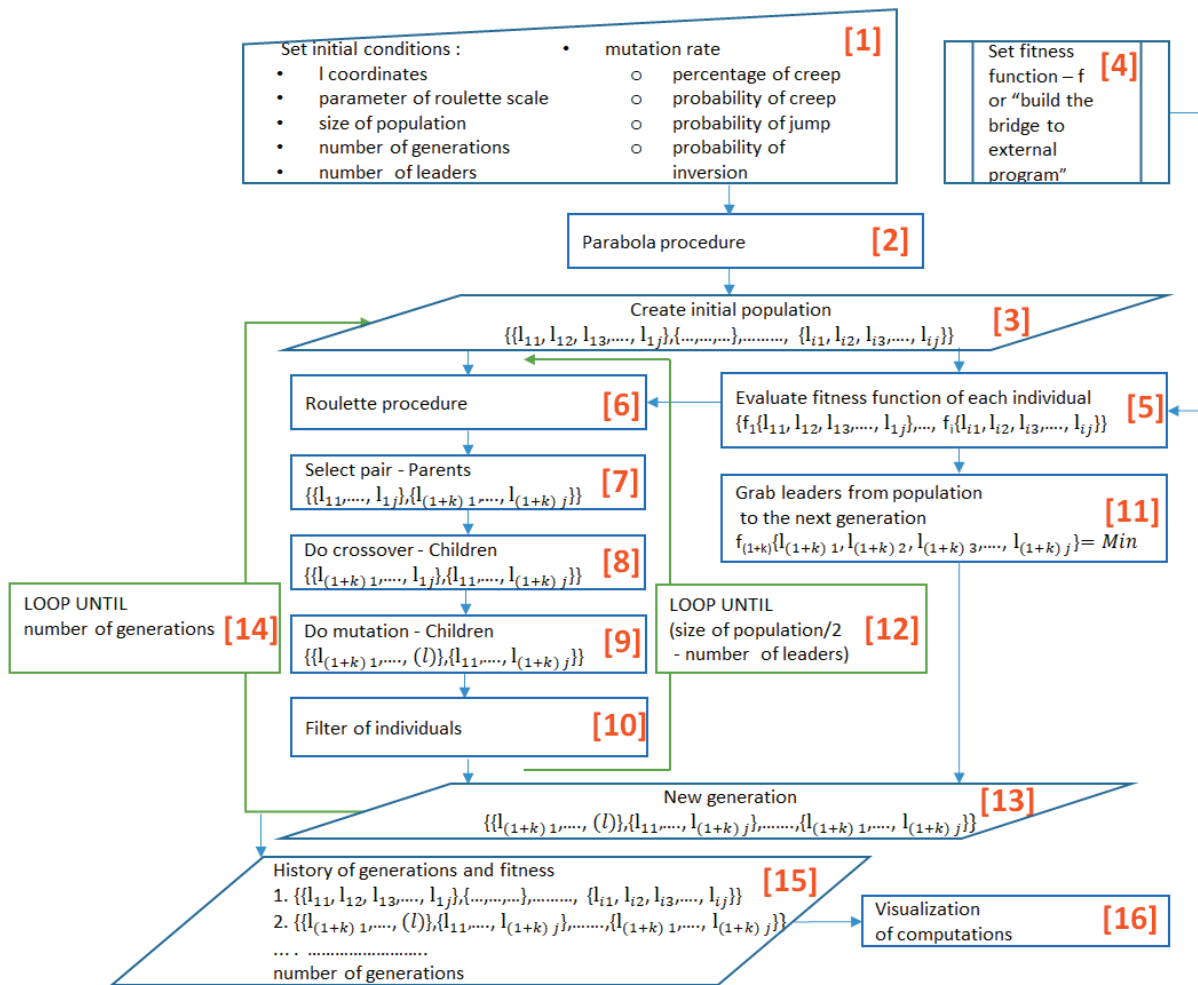 Set initial conditions :
• l coordinates
• parameter of roulette scale
• size of population
• number of generations
• number of leaders
• mutation rate
o percentage of creep
o probability of creep
o probability of jump
o probability of
inversion
[1]
Set fitness
function – f
or “build the
bridge to
external
program”
[4]
Parabola procedure
[2]
Create initial population
{{l₁₁, l₁₂, l₁₃,...., l₁ⱼ},{...,...,...},........., {lᵢ₁, lᵢ₂, lᵢ₃,...., lᵢⱼ}}
[3]
Roulette procedure
[6]
Evaluate fitness function of each individual
{f₁{l₁₁, l₁₂, l₁₃,...., l₁ⱼ},..., fᵢ{lᵢ₁, lᵢ₂, lᵢ₃,...., lᵢⱼ}}
[5]
Select pair - Parents
{{l₁₁,...., l₁ⱼ},{l₍₁₊ₖ₎ ₁,...., l₍₁₊ₖ₎ ⱼ}}
[7]
Grab leaders from population
to the next generation
f₍₁₊ₖ₎{l₍₁₊ₖ₎ ₁, l₍₁₊ₖ₎ ₂, l₍₁₊ₖ₎ ₃,...., l₍₁₊ₖ₎ ⱼ}= Min
[11]
Do crossover - Children
{{l₍₁₊ₖ₎ ₁,...., l₁ⱼ},{l₁₁,...., l₍₁₊ₖ₎ ⱼ}}
[8]
LOOP UNTIL
number of generations
[14]
Do mutation - Children
{{l₍₁₊ₖ₎ ₁,...., (l)},{l₁₁,...., l₍₁₊ₖ₎ ⱼ}}
[9]
LOOP UNTIL
(size of population/2
- number of leaders)
[12]
Filter of individuals
[10]
New generation
{{l₍₁₊ₖ₎ ₁,...., (l)},{l₁₁,...., l₍₁₊ₖ₎ ⱼ},.......,{l₍₁₊ₖ₎ ₁,...., l₍₁₊ₖ₎ ⱼ}}
[13]
History of generations and fitness
1. {{l₁₁, l₁₂, l₁₃,...., l₁ⱼ},{...,...,...},........., {lᵢ₁, lᵢ₂, lᵢ₃,...., lᵢⱼ}}
2. {{l₍₁₊ₖ₎ ₁,...., (l)},{l₁₁,...., l₍₁₊ₖ₎ ⱼ},.......,{l₍₁₊ₖ₎ ₁,...., l₍₁₊ₖ₎ ⱼ}}
.... ...........................
number of generations
[15]
Visualization
of computations
[16]